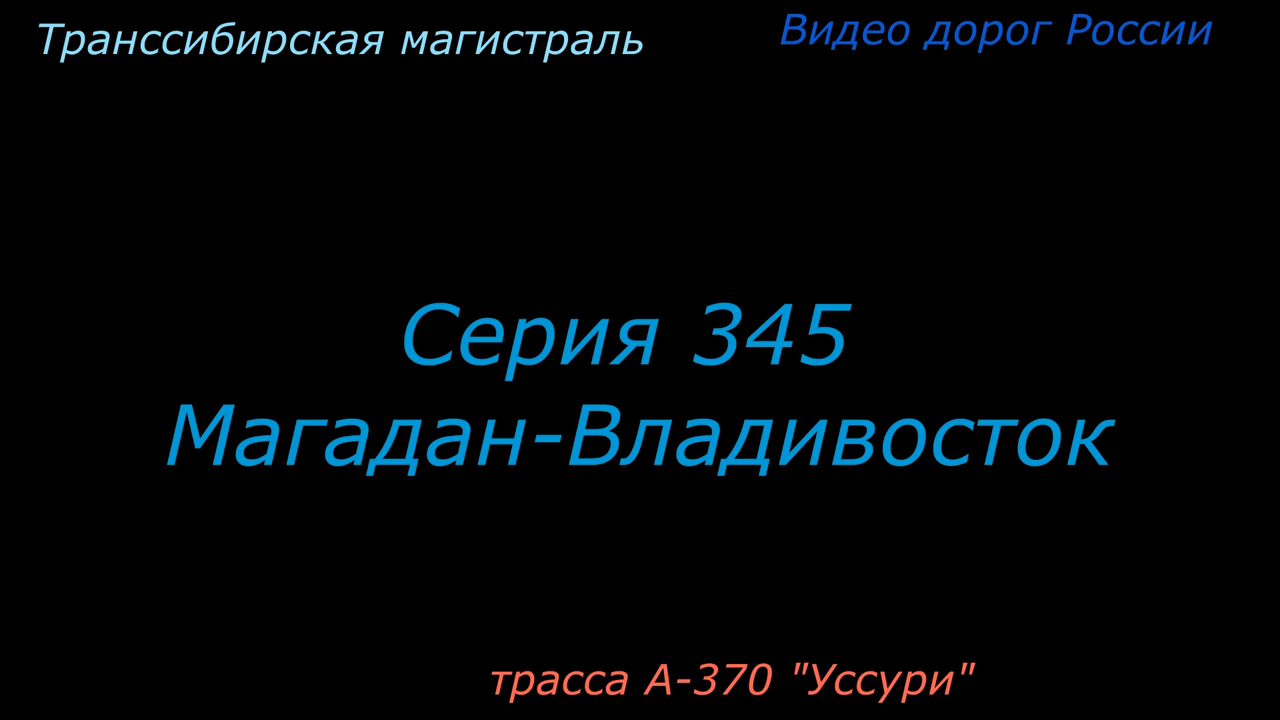 Транссибирская магистраль
Видео дорог России
Серия 345
Магадан-Владивосток
трасса А-370 "Уссури"